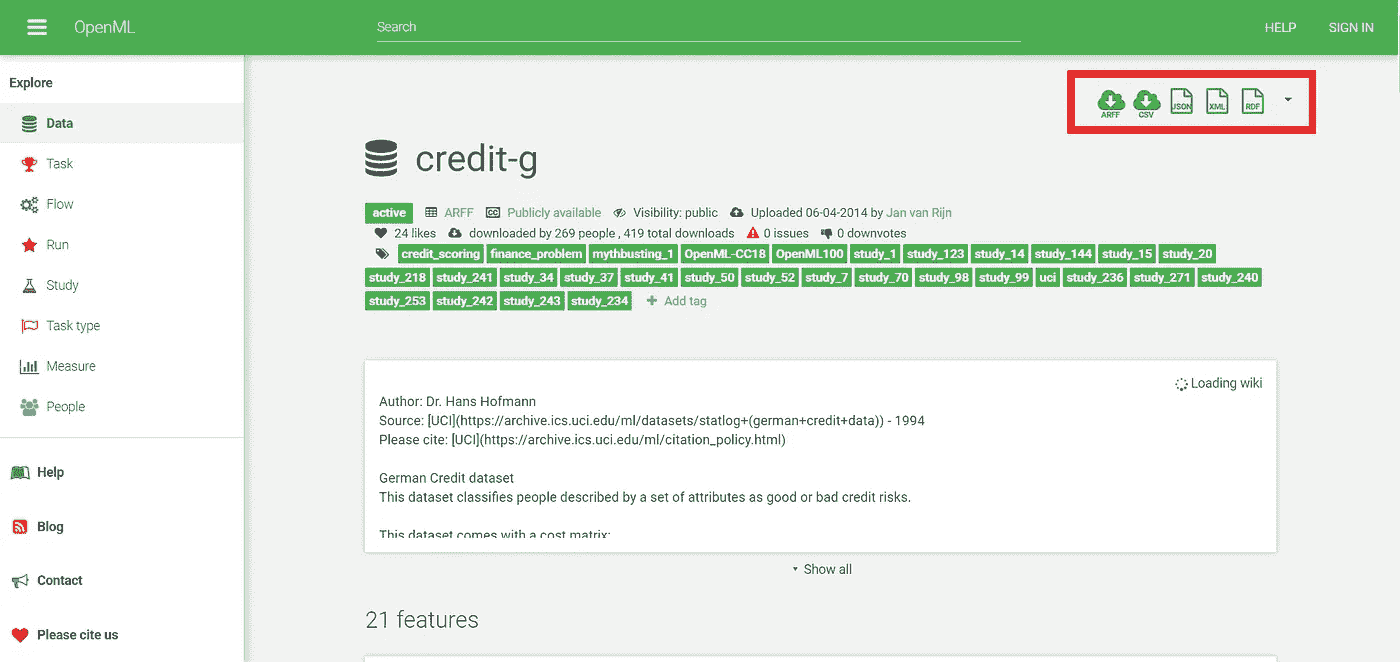 OpenML
Search
HELP
SIGN IN
Explore
Data
Task
Flow
Run
Study
Task type
Measure
People
Help
Blog
Contact
Please cite us
ARFF
CSV
JSON
XML
RDF
credit-g
active ARFF Publicly available Visibility: public Uploaded 06-04-2014 by Jan van Rijn
24 likes downloaded by 269 people , 419 total downloads 0 issues 0 downvotes
credit_scoring finance_problem mythbusting_1 OpenML-CC18 OpenML100 study_1 study_123 study_14 study_144 study_15 study_20
study_218 study_241 study_34 study_37 study_41 study_50 study_52 study_7 study_70 study_98 study_99 uci study_236 study_271 study_240
study_253 study_242 study_243 study_234 + Add tag
Loading wiki
Author: Dr. Hans Hofmann
Source: [UCI](https://archive.ics.uci.edu/ml/datasets/statlog+(german+credit+data)) - 1994
Please cite: [UCI](https://archive.ics.uci.edu/ml/citation_policy.html)
German Credit dataset
This dataset classifies people described by a set of attributes as good or bad credit risks.
This dataset comes with a cost matrix:
Show all
21 features